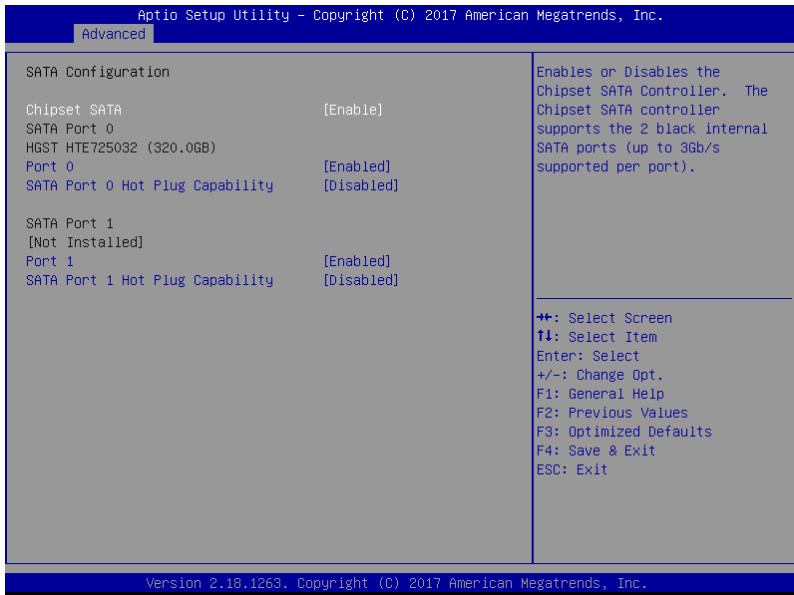 Aptio Setup Utility – Copyright (C) 2017 American Megatrends, Inc.
Advanced
SATA Configuration
Chipset SATA [Enable]
SATA Port 0
HGST HTE725032 (320.0GB)
Port 0 [Enabled]
SATA Port 0 Hot Plug Capability [Disabled]
SATA Port 1
[Not Installed]
Port 1 [Enabled]
SATA Port 1 Hot Plug Capability [Disabled]
Enables or Disables the
Chipset SATA Controller. The
Chipset SATA controller
supports the 2 black internal
SATA ports (up to 3Gb/s
supported per port).
→←: Select Screen
↑↓: Select Item
Enter: Select
+/-: Change Opt.
F1: General Help
F2: Previous Values
F3: Optimized Defaults
F4: Save & Exit
ESC: Exit
Version 2.18.1263. Copyright (C) 2017 American Megatrends, Inc.